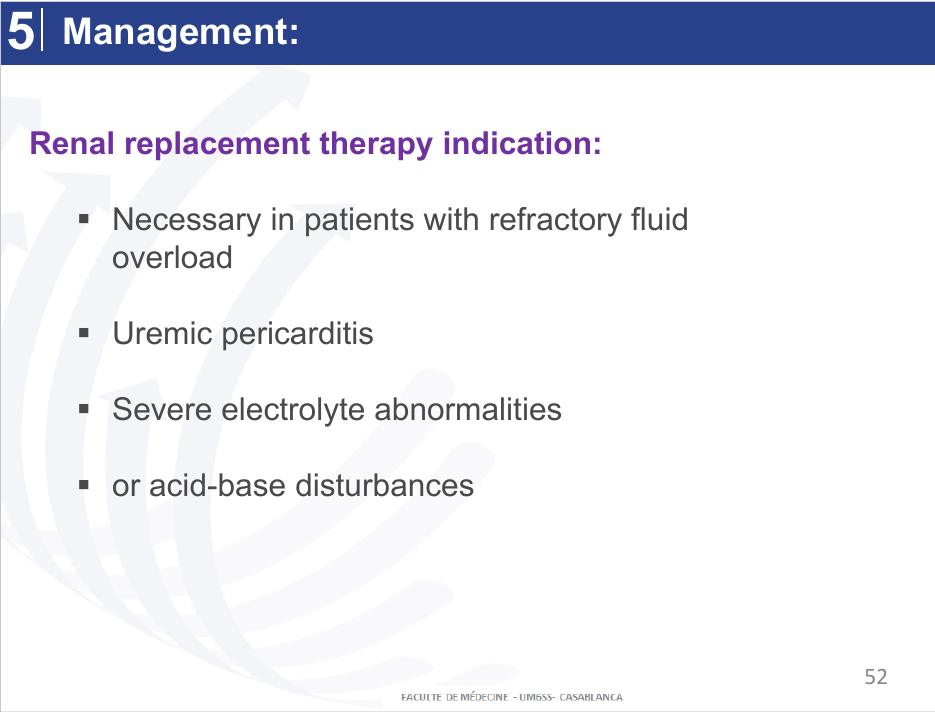 5 Management:
Renal replacement therapy indication:
▪ Necessary in patients with refractory fluid
overload
▪ Uremic pericarditis
▪ Severe electrolyte abnormalities
▪ or acid-base disturbances
52
FACULTE DE MÉDECINE - UM6SS- CASABLANCA